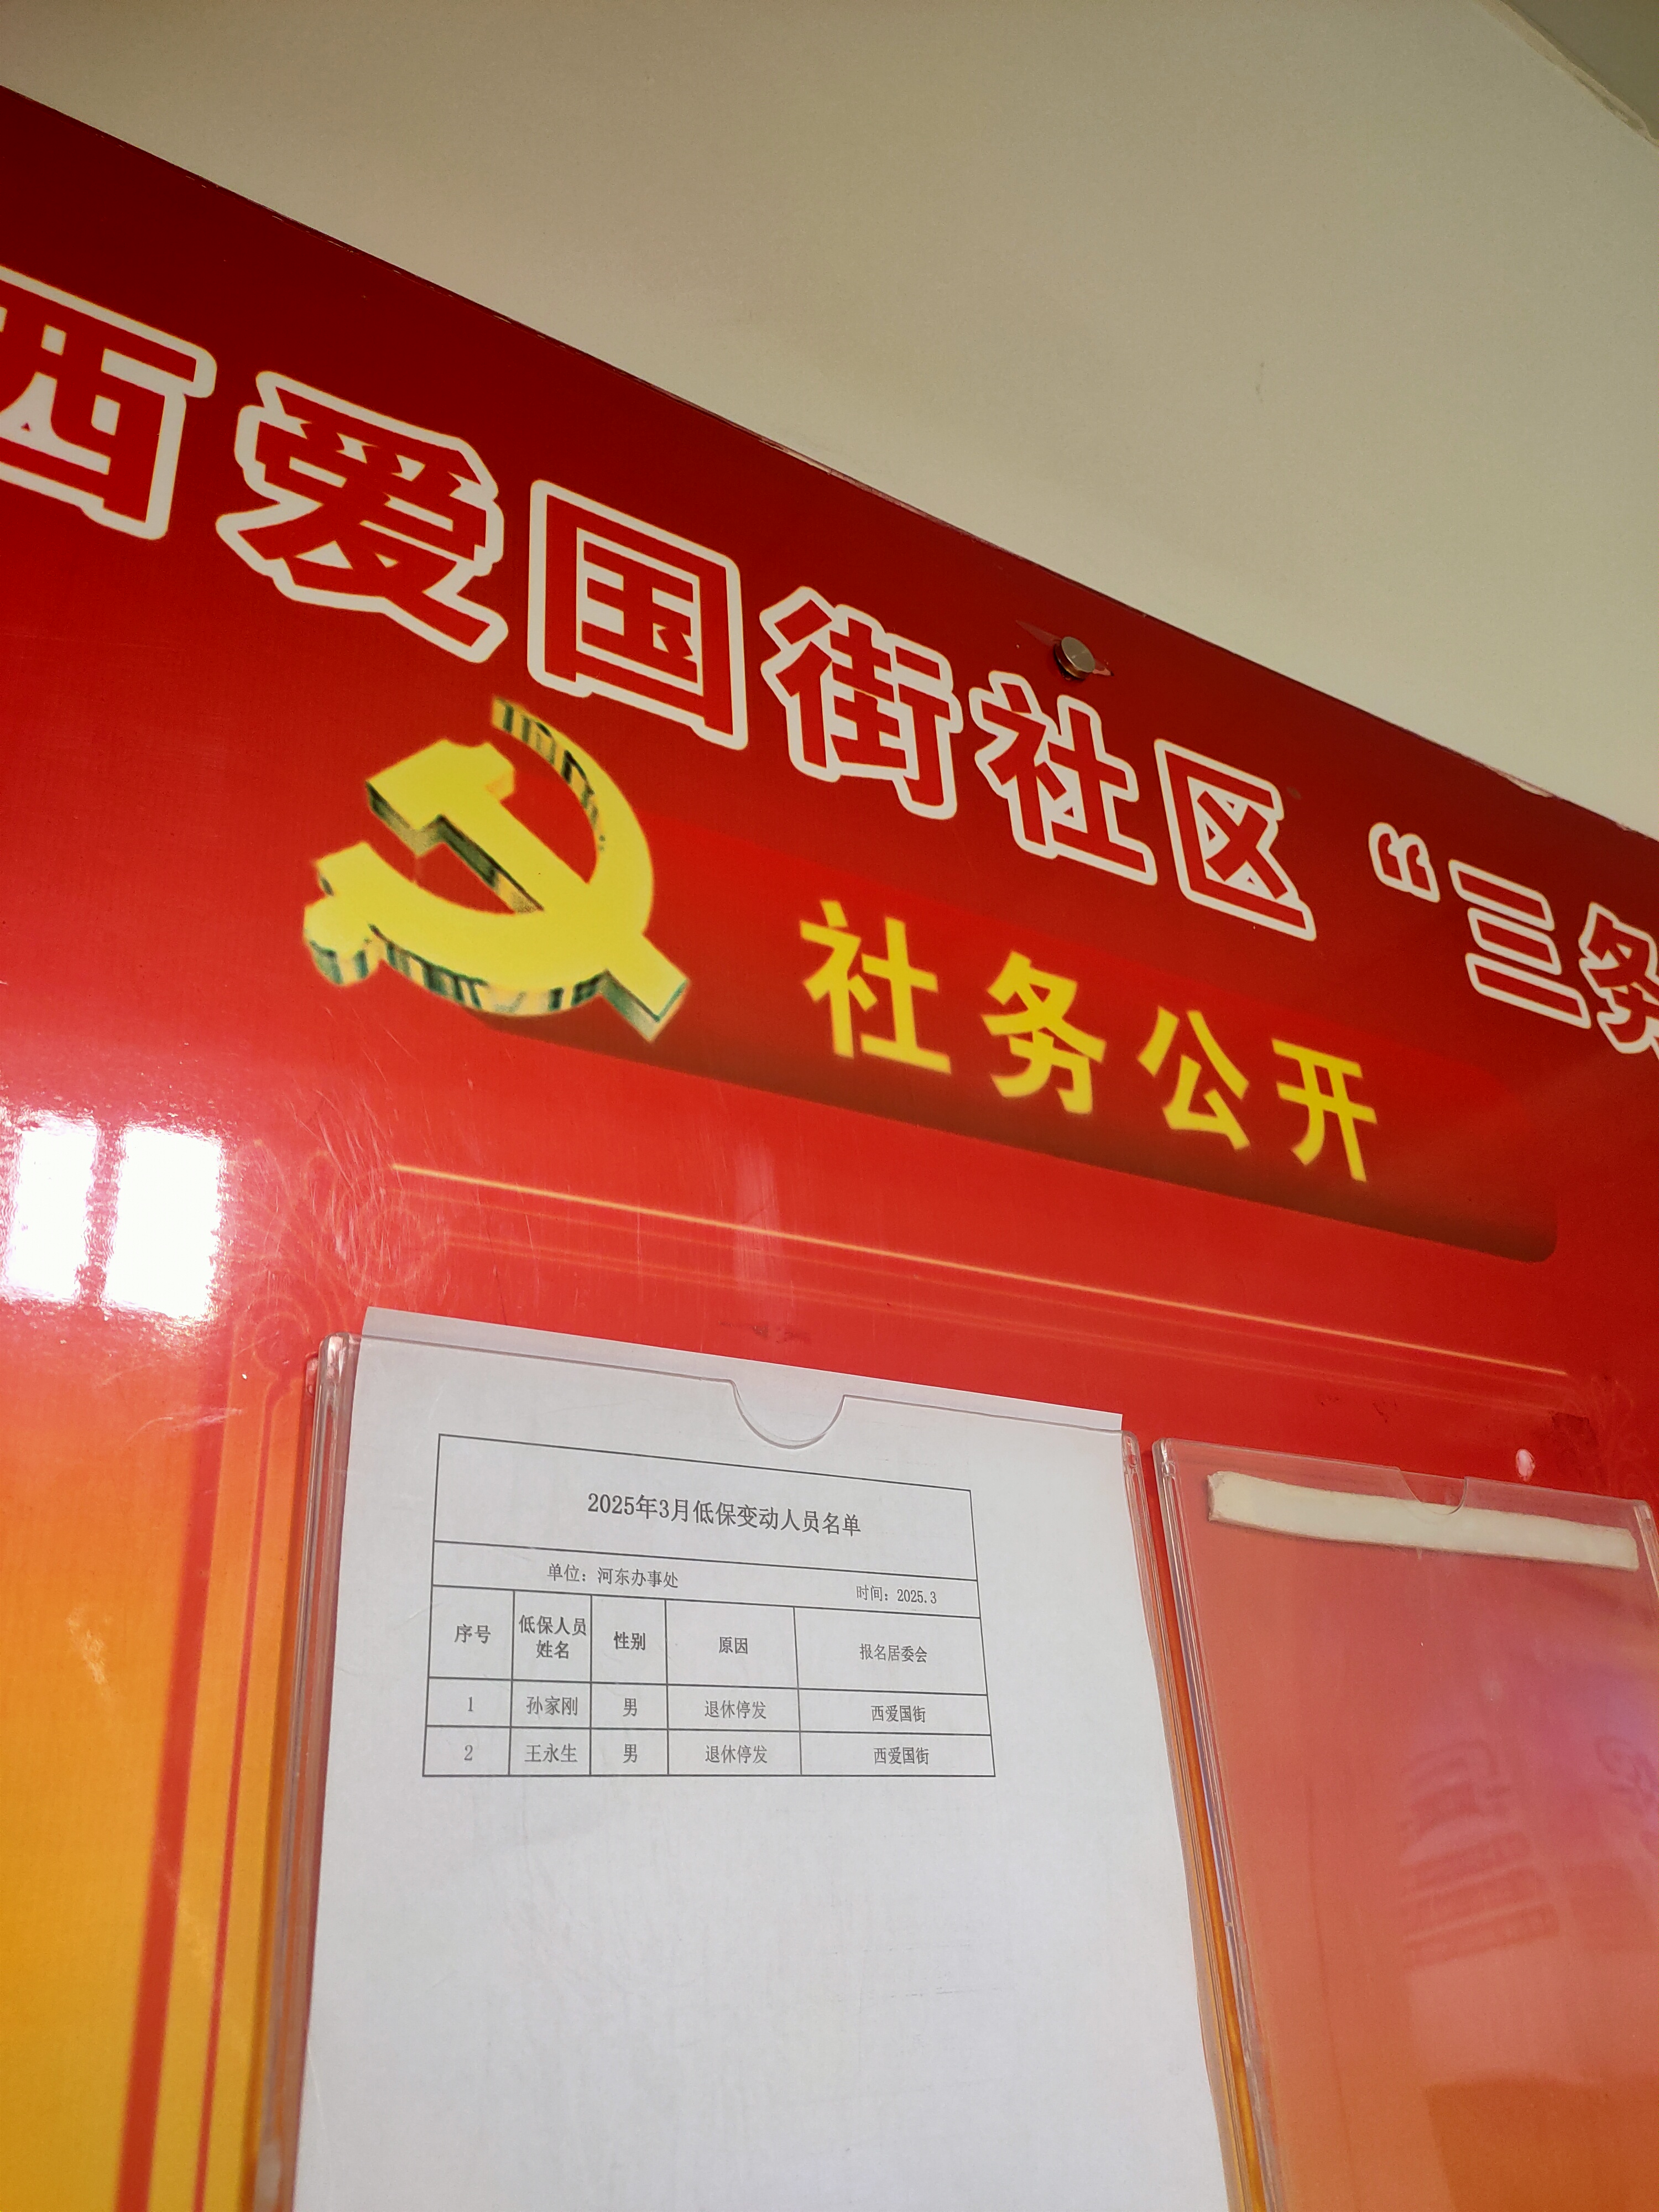 西爱国街社区“三务
社务公开
2025年3月低保变动人员名单
单位：河东办事处 时间：2025.3
序号 低保人员姓名 性别 原因 报名居委会
1 孙家刚 男 退休停发 西爱国街
2 王永生 男 退休停发 西爱国街